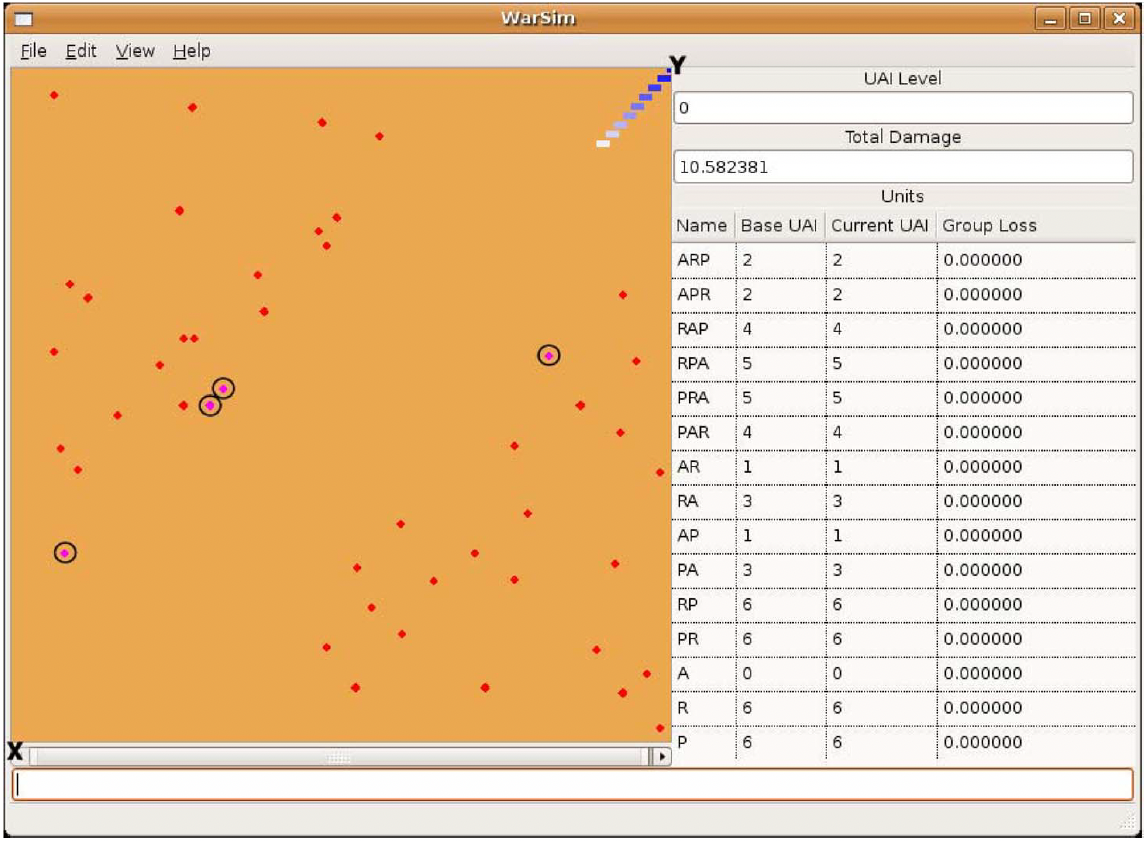 WarSim
File Edit View Help
Y
UAI Level
0
Total Damage
10.582381
Units
Name Base UAI Current UAI Group Loss
ARP 2 2 0.000000
APR 2 2 0.000000
RAP 4 4 0.000000
RPA 5 5 0.000000
PRA 5 5 0.000000
PAR 4 4 0.000000
AR 1 1 0.000000
RA 3 3 0.000000
AP 1 1 0.000000
PA 3 3 0.000000
RP 6 6 0.000000
PR 6 6 0.000000
A 0 0 0.000000
R 6 6 0.000000
P 6 6 0.000000
X